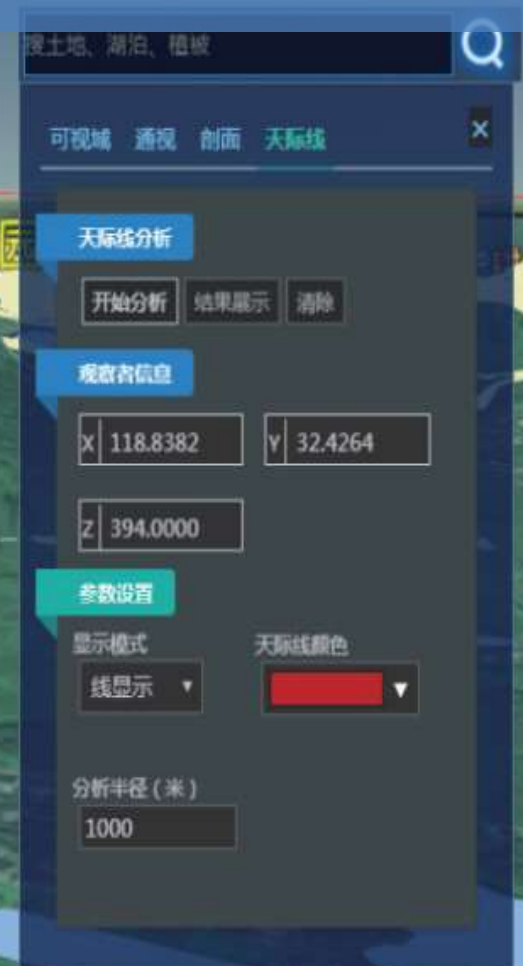 搜土地、湖泊、植被
可视域 通视 剖面 天际线 ×
天际线分析
开始分析 结果展示 清除
观察者信息
X 118.8382 Y 32.4264
Z 394.0000
参数设置
显示模式 天际线颜色
线显示
分析半径(米)
1000